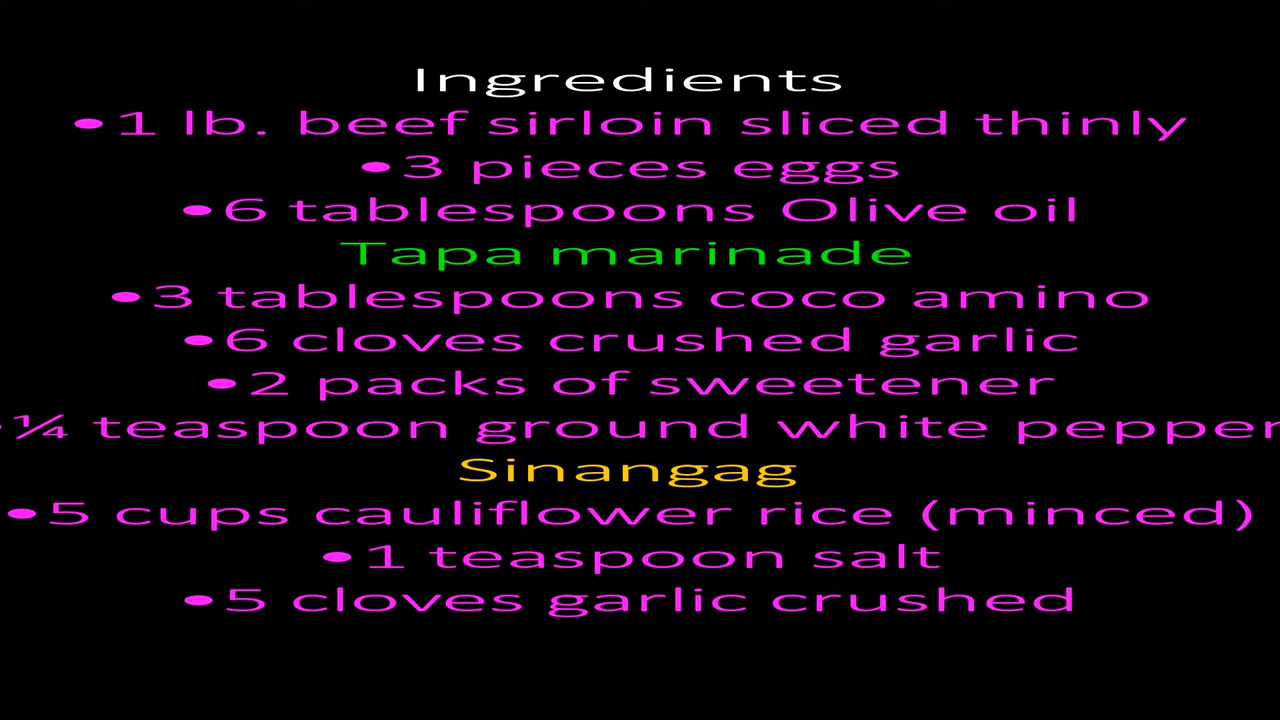 Ingredients
•1 lb. beef sirloin sliced thinly
•3 pieces eggs
•6 tablespoons Olive oil
Tapa marinade
•3 tablespoons coco amino
•6 cloves crushed garlic
•2 packs of sweetener
•¼ teaspoon ground white pepper
Sinangag
•5 cups cauliflower rice (minced)
•1 teaspoon salt
•5 cloves garlic crushed